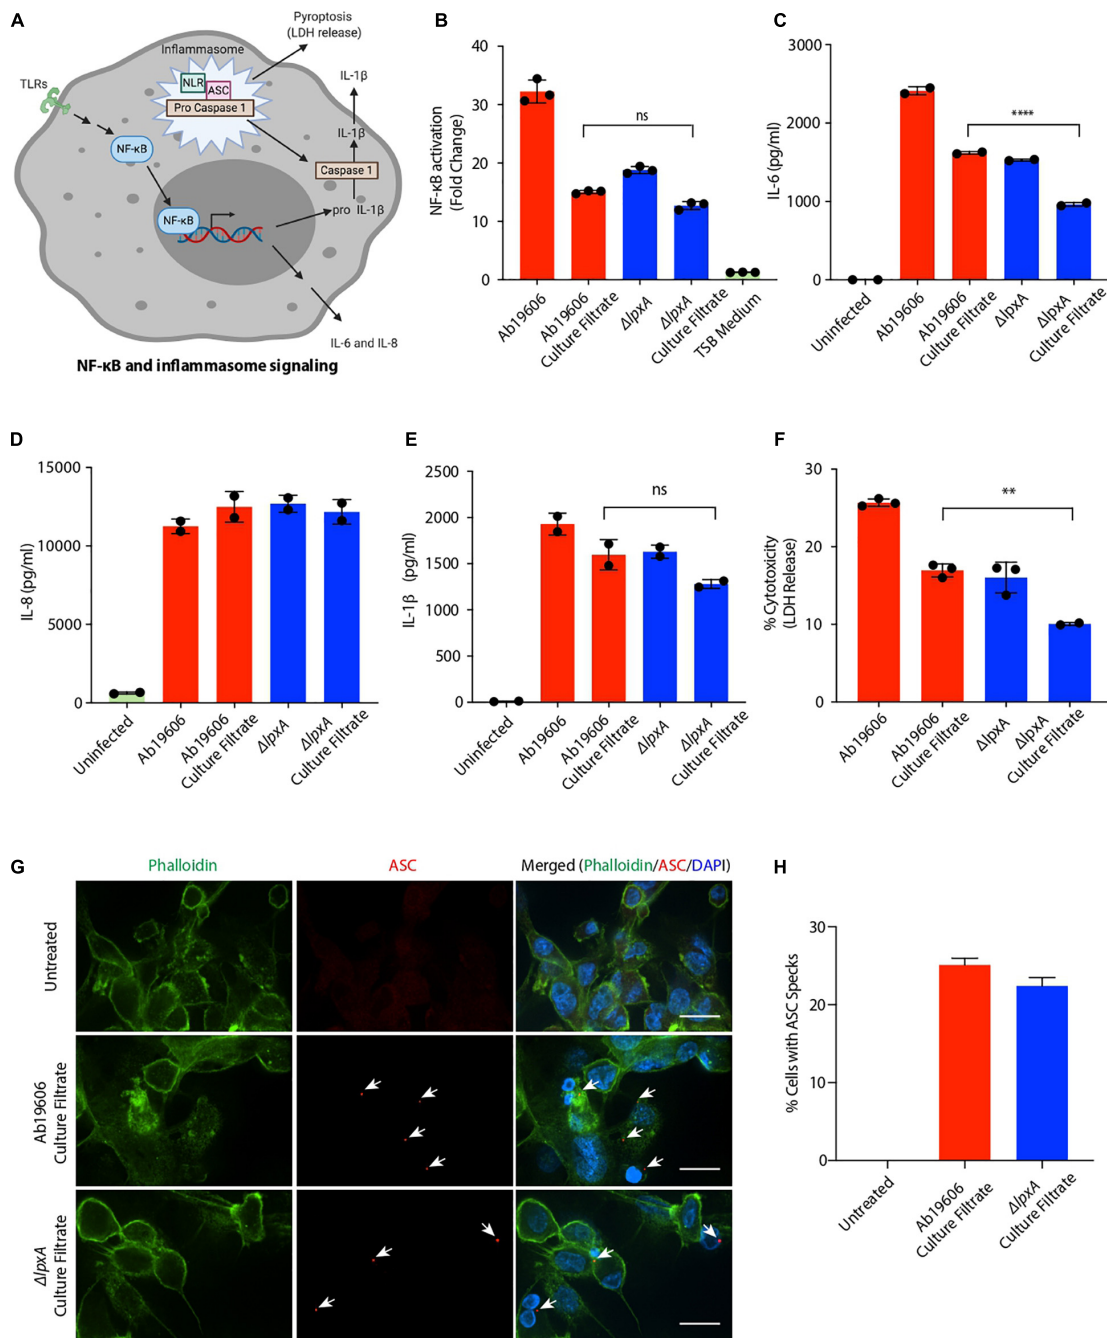 A
Pyroptosis
(LDH release)
Inflammasome
TLRs
NLR
ASC
Pro Caspase 1
IL-1β
IL-1β
NF-κB
Caspase 1
NF-κB
pro IL-1β
IL-6 and IL-8
NF-κB and inflammasome signaling
B
NF-κB activation
(Fold Change)
40
30
20
10
0
ns
Ab19606
Ab19606
Culture Filtrate
ΔlpxA
ΔlpxA
Culture Filtrate
TSB Medium
C
IL-6 (pg/ml)
3000
2000
1000
0
****
Uninfected
Ab19606
Ab19606
Culture Filtrate
ΔlpxA
ΔlpxA
Culture Filtrate
D
IL-8 (pg/ml)
15000
10000
5000
0
Uninfected
Ab19606
Ab19606
Culture Filtrate
ΔlpxA
ΔlpxA
Culture Filtrate
E
IL-1β (pg/ml)
2500
2000
1500
1000
500
0
ns
Uninfected
Ab19606
Ab19606
Culture Filtrate
ΔlpxA
ΔlpxA
Culture Filtrate
F
% Cytotoxicity
(LDH Release)
30
20
10
0
**
Ab19606
Ab19606
Culture Filtrate
ΔlpxA
ΔlpxA
Culture Filtrate
G
Phalloidin
ASC
Merged (Phalloidin/ASC/DAPI)
Untreated
Ab19606
Culture Filtrate
ΔlpxA
Culture Filtrate
H
% Cells with ASC Specks
30
20
10
0
Untreated
Ab19606
Culture Filtrate
ΔlpxA
Culture Filtrate